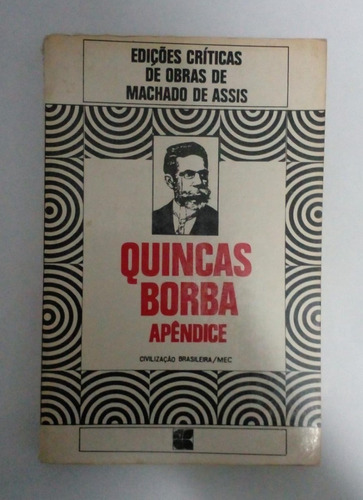 EDIÇÕES CRÍTICAS
DE OBRAS DE
MACHADO DE ASSIS
QUINCAS
BORBA
APÊNDICE
CIVILIZAÇÃO BRASILEIRA/MEC